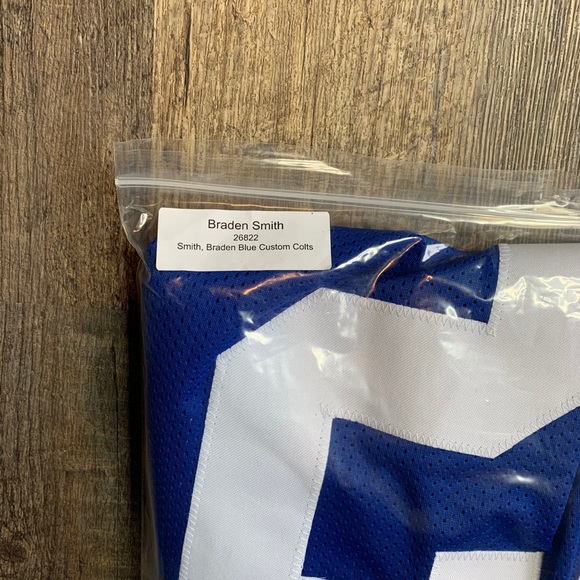 Braden Smith
26822
Smith, Braden Blue Custom Colts